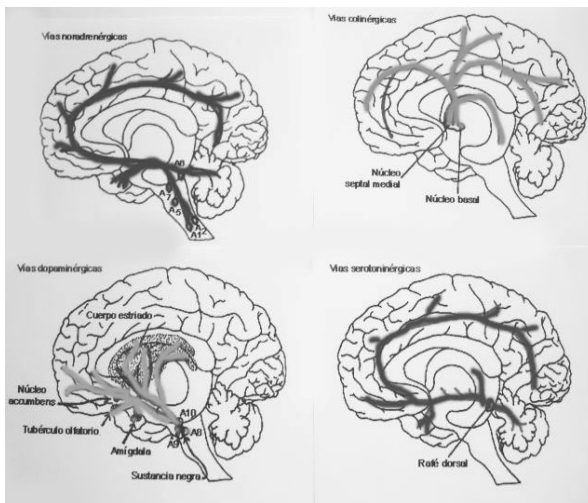 Vías noradrenérgicas
A6
A7
A5
A2
A1
Vías colinérgicas
Núcleo
septal medial
Núcleo basal
Vías dopaminérgicas
Cuerpo estriado
Núcleo
accumbens
Tubérculo olfatorio
Amígdala
A10
A8
A9
Sustancia negra
Vías serotoninérgicas
Rafé dorsal